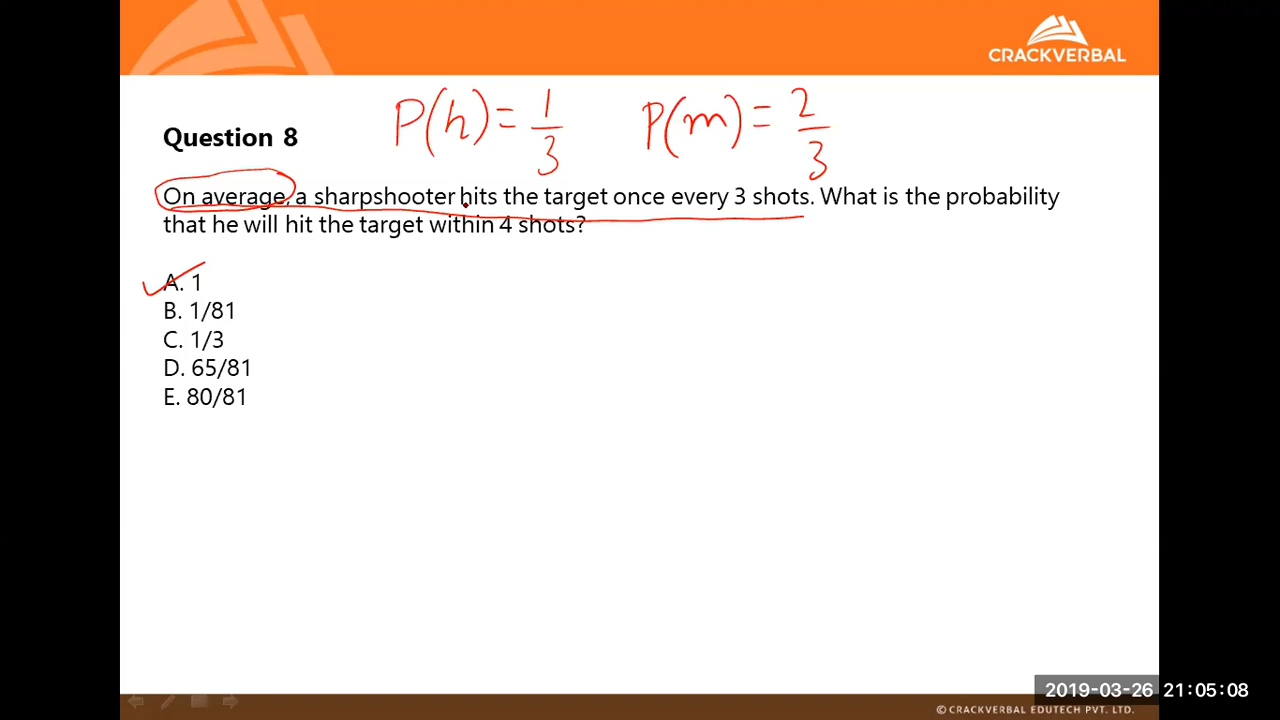 CRACKVERBAL
P(h) = 1/3 P(m) = 2/3
Question 8
On average, a sharpshooter hits the target once every 3 shots. What is the probability
that he will hit the target within 4 shots?
A. 1
B. 1/81
C. 1/3
D. 65/81
E. 80/81
2019-03-26 21:05:08
© CRACKVERBAL EDUTECH PVT. LTD.